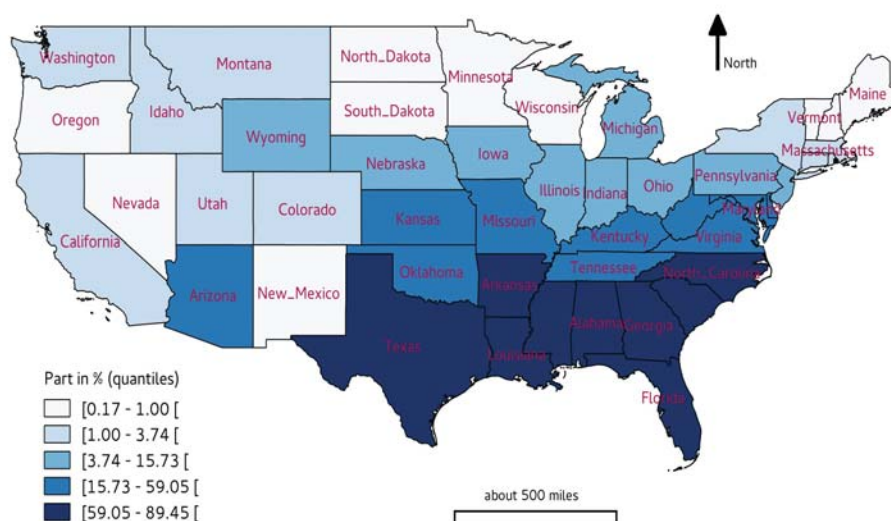 North
Washington
Montana
North_Dakota
Minnesota
Maine
Oregon
Idaho
South_Dakota
Wisconsin
Vermont
Michigan
Massachusetts
Wyoming
Nebraska
Iowa
Illinois
Indiana
Ohio
Pennsylvania
Nevada
Utah
Colorado
Kansas
Missouri
Kentucky
Maryland
Virginia
California
Arizona
New_Mexico
Oklahoma
Tennessee
North_Carolina
Arkansas
Texas
Louisiana
Alabama
Georgia
Florida
Part in % (quantiles)
[0.17 - 1.00 [
[1.00 - 3.74 [
[3.74 - 15.73 [
[15.73 - 59.05 [
[59.05 - 89.45 [
about 500 miles